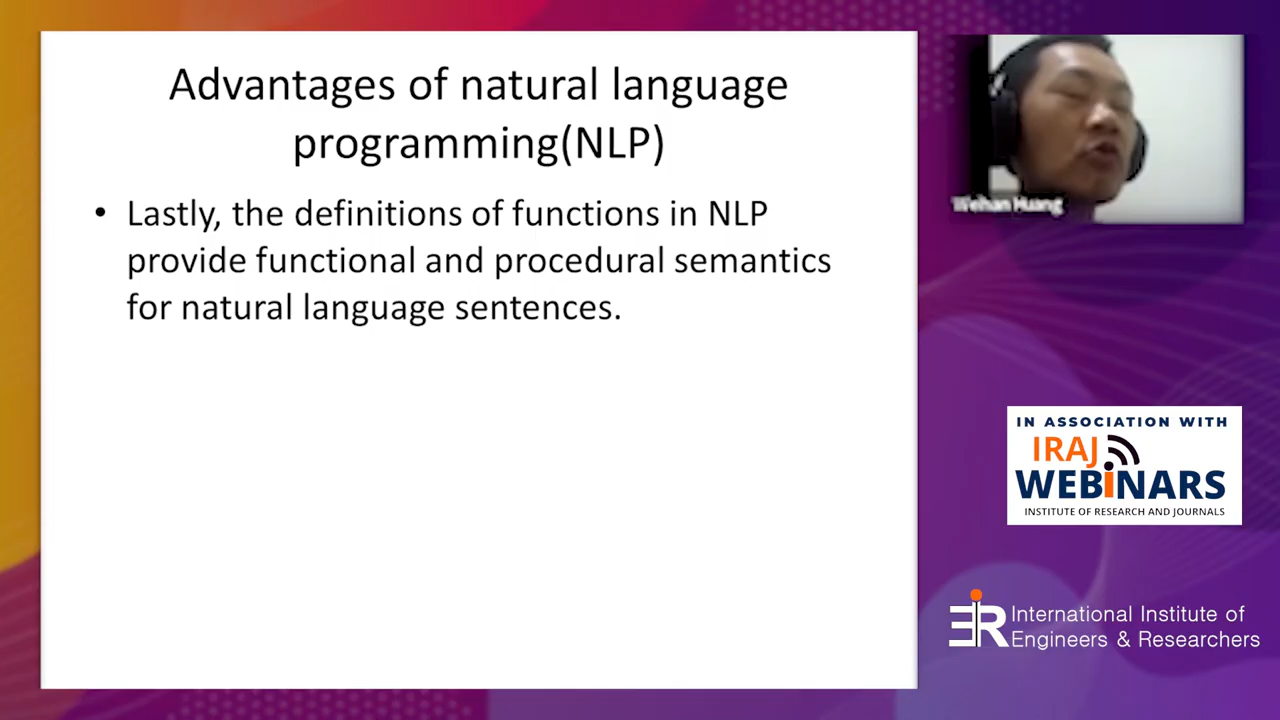 Advantages of natural language
programming(NLP)
• Lastly, the definitions of functions in NLP
provide functional and procedural semantics
for natural language sentences.
Weihan Huang
IN ASSOCIATION WITH
IRAJ
WEBiNARS
INSTITUTE OF RESEARCH AND JOURNALS
IIER International Institute of
Engineers & Researchers